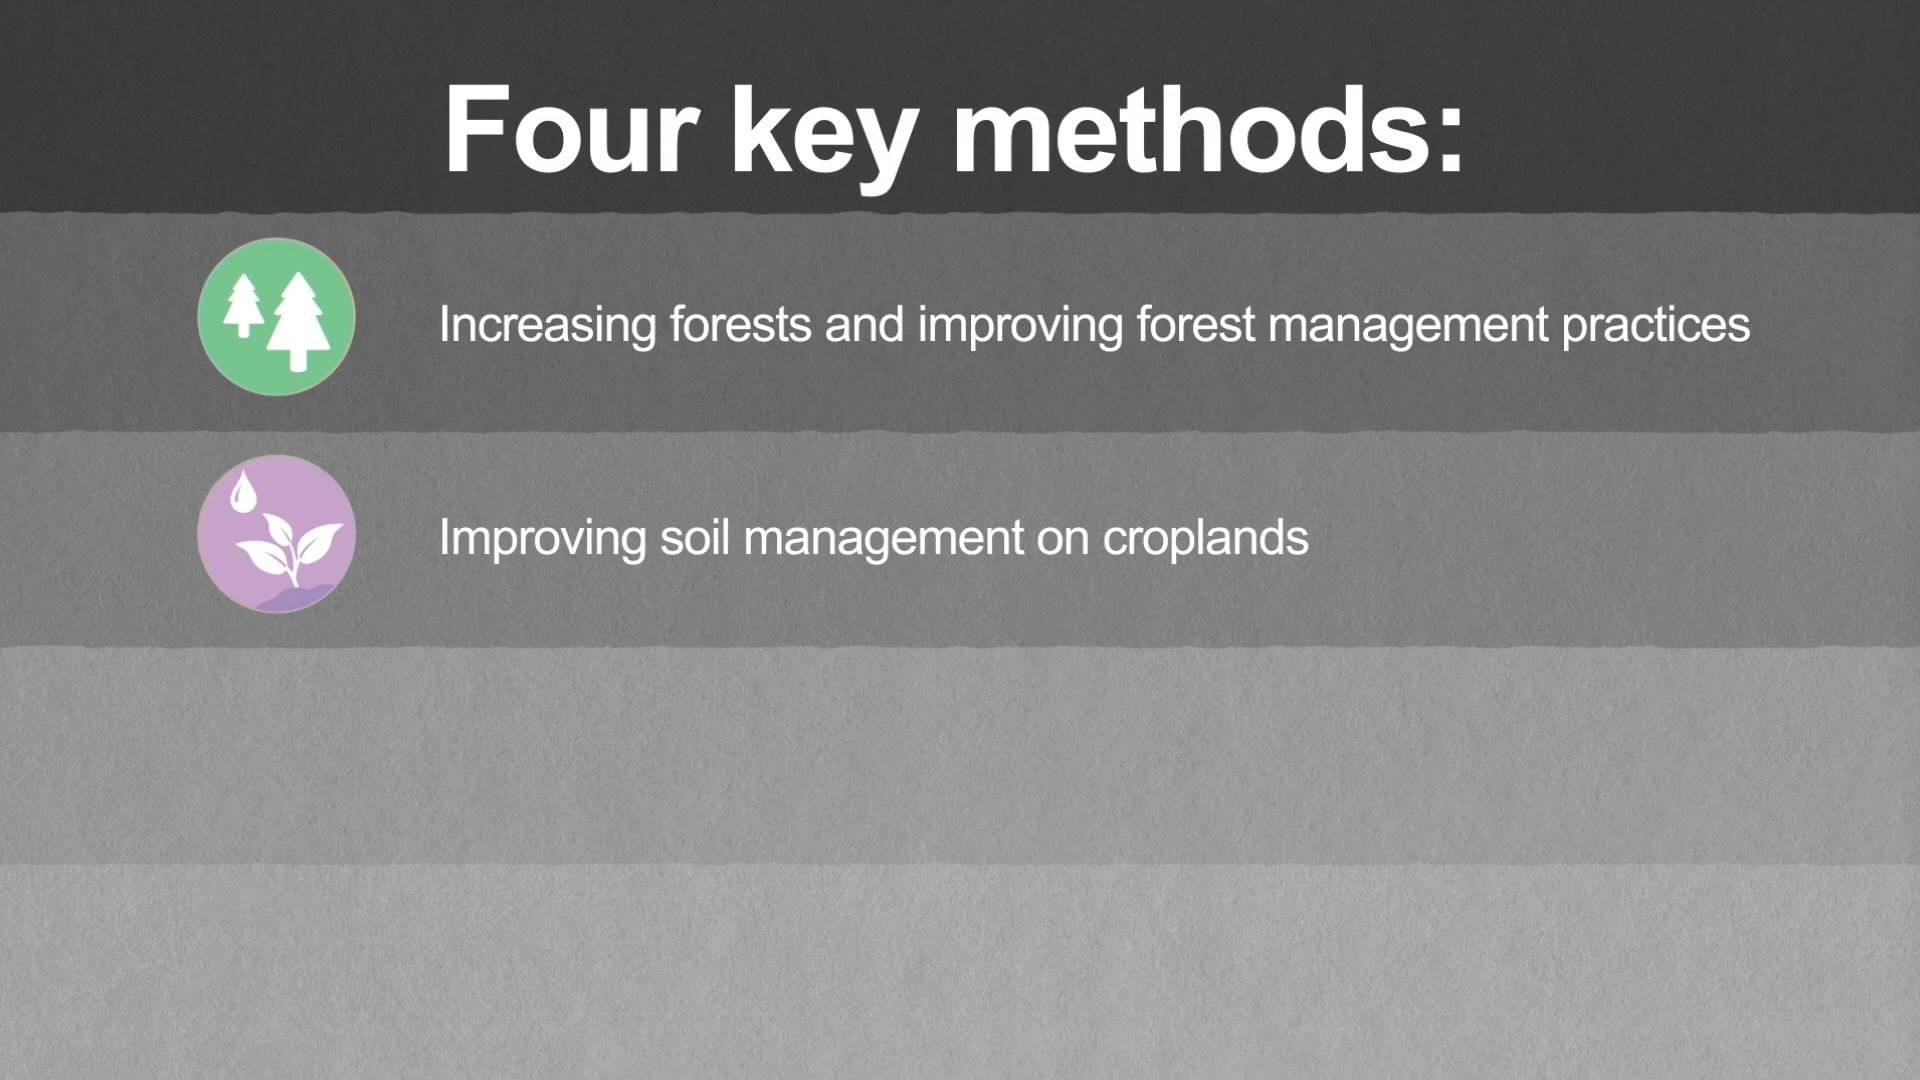 Four key methods:
Increasing forests and improving forest management practices
Improving soil management on croplands